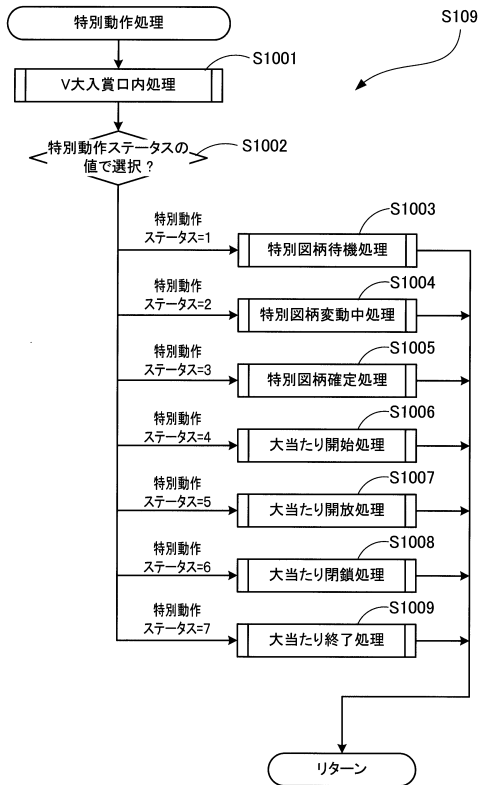 特別動作処理
S109
S1001
V大入賞口内処理
特別動作ステータスの
値で選択？
S1002
特別動作
ステータス=1
S1003
特別図柄待機処理
特別動作
ステータス=2
S1004
特別図柄変動中処理
特別動作
ステータス=3
S1005
特別図柄確定処理
特別動作
ステータス=4
S1006
大当たり開始処理
特別動作
ステータス=5
S1007
大当たり開放処理
特別動作
ステータス=6
S1008
大当たり閉鎖処理
特別動作
ステータス=7
S1009
大当たり終了処理
リターン